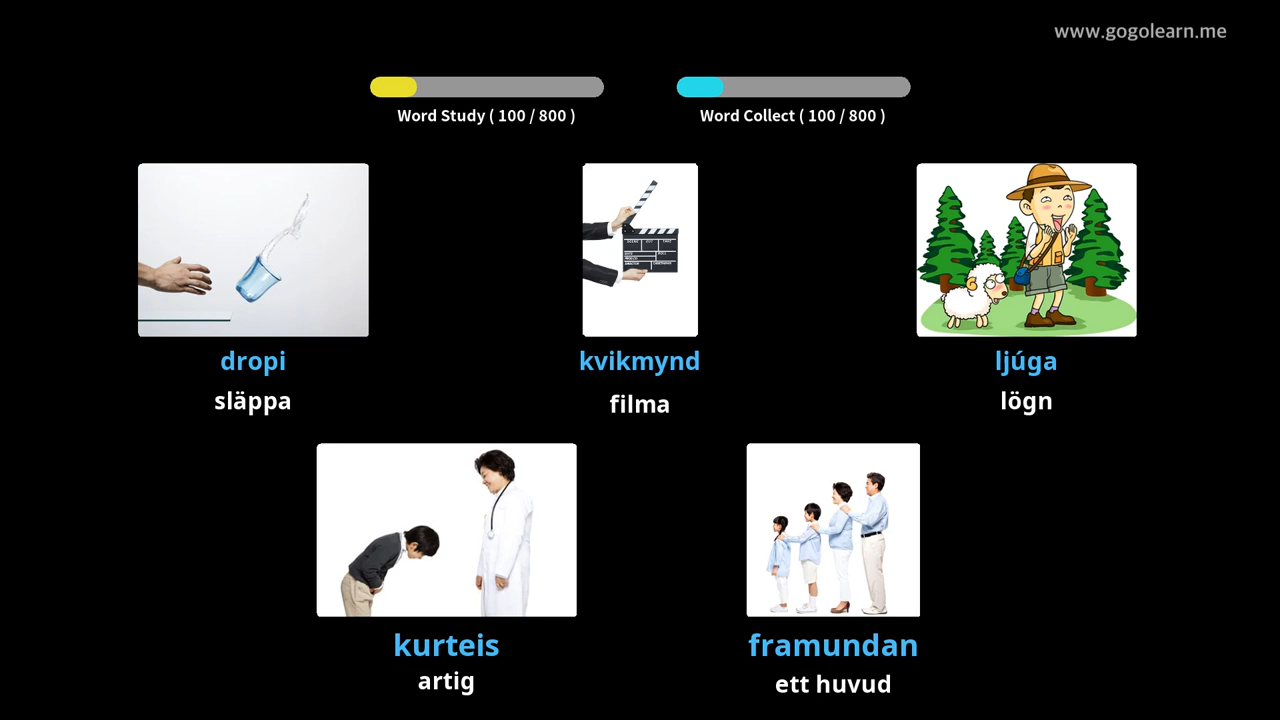 www.gogolearn.me
Word Study ( 100 / 800 )
Word Collect ( 100 / 800 )
dropi
släppa
kvikmynd
filma
ljúga
lögn
kurteis
artig
framundan
ett huvud